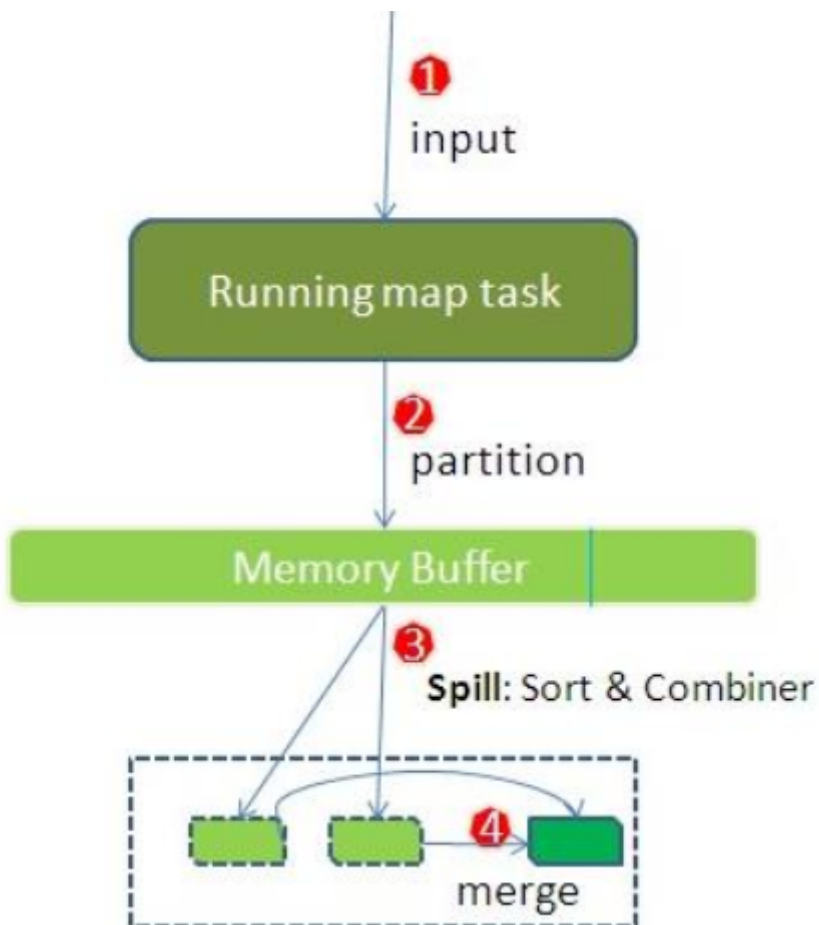 1
input
Running map task
2
partition
Memory Buffer
3
Spill: Sort & Combiner
4
merge